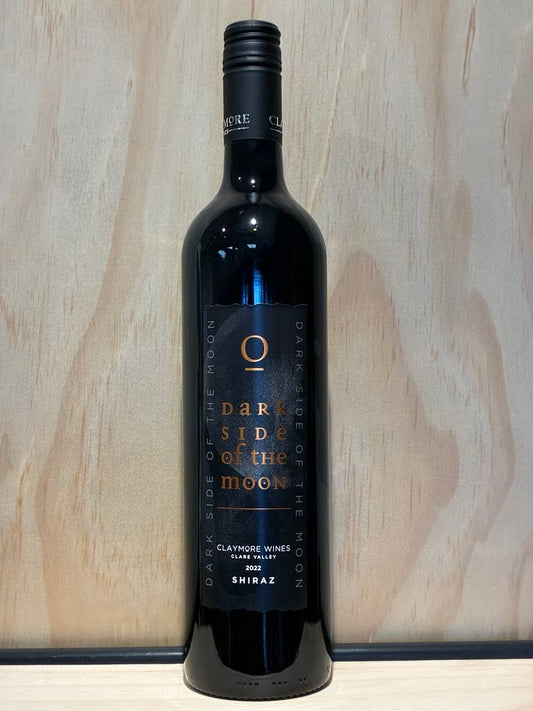 CLAYMORE
O
Dark
SIDe
of tHe
mOON
DARK SIDE OF THE MOON
DARK SIDE OF THE MOON
CLAYMORE WINES
CLARE VALLEY
2022
SHIRAZ